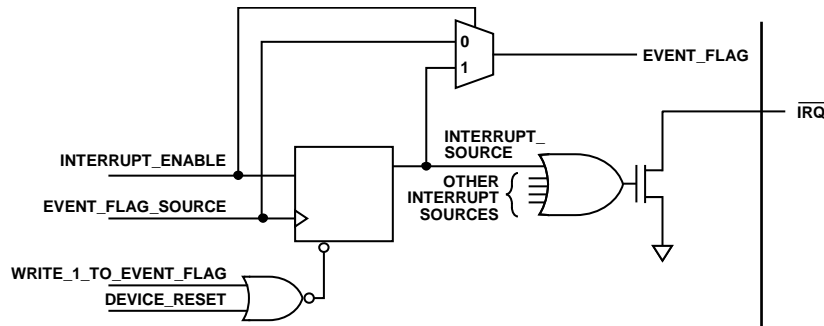 0
EVENT_FLAG
1
IRQ
INTERRUPT_
SOURCE
INTERRUPT_ENABLE
OTHER
INTERRUPT
SOURCES
EVENT_FLAG_SOURCE
WRITE_1_TO_EVENT_FLAG
DEVICE_RESET